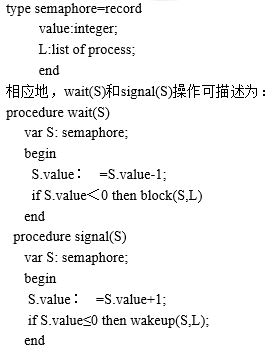 type semaphore=record
value:integer;
L:list of process;
end
相应地，wait(S)和signal(S)操作可描述为：
procedure wait(S)
var S: semaphore;
begin
S.value： =S.value-1;
if S.value＜0 then block(S,L)
end
procedure signal(S)
var S: semaphore;
begin
S.value： =S.value+1;
if S.value≤0 then wakeup(S,L);
end